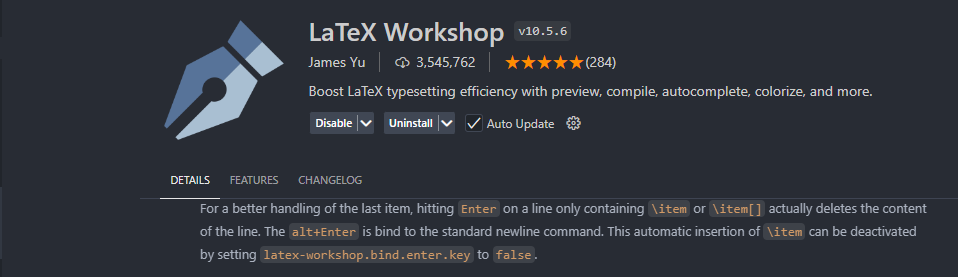 LaTeX Workshop v10.5.6
James Yu 3,545,762 (284)
Boost LaTeX typesetting efficiency with preview, compile, autocomplete, colorize, and more.
Disable Uninstall Auto Update
DETAILS FEATURES CHANGELOG
For a better handling of the last item, hitting Enter on a line only containing \item or \item[] actually deletes the content
of the line. The alt+Enter is bind to the standard newline command. This automatic insertion of \item can be deactivated
by setting latex-workshop.bind.enter.key to false.